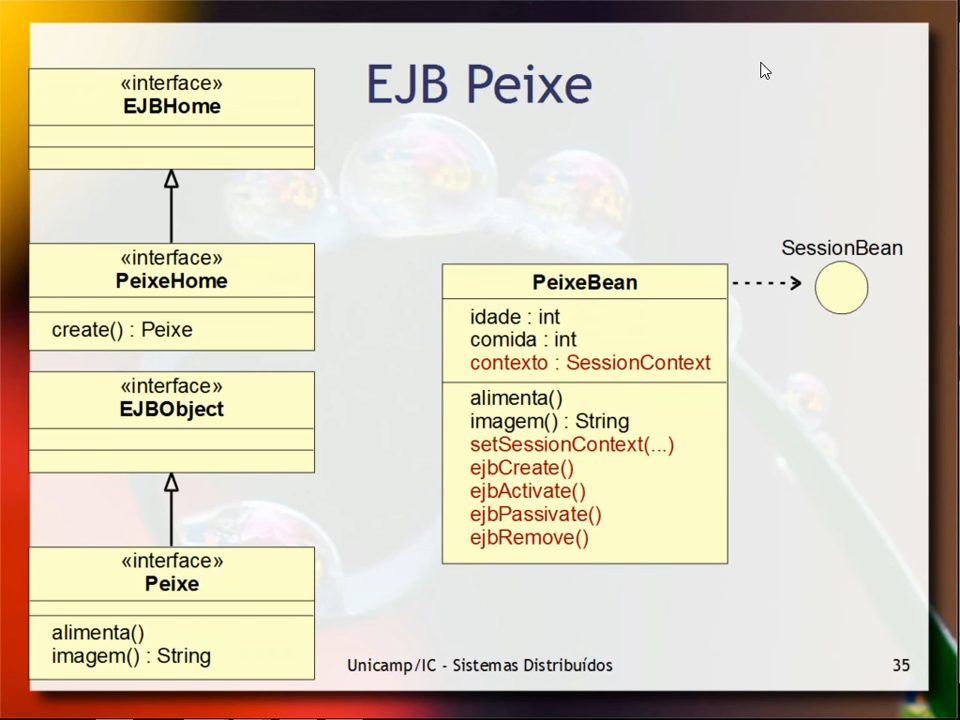 EJB Peixe
«interface»
EJBHome
«interface»
PeixeHome
create() : Peixe
«interface»
EJBObject
«interface»
Peixe
alimenta()
imagem() : String
PeixeBean
idade : int
comida : int
contexto : SessionContext
alimenta()
imagem() : String
setSessionContext(...)
ejbCreate()
ejbActivate()
ejbPassivate()
ejbRemove()
SessionBean
Unicamp/IC - Sistemas Distribuídos
35